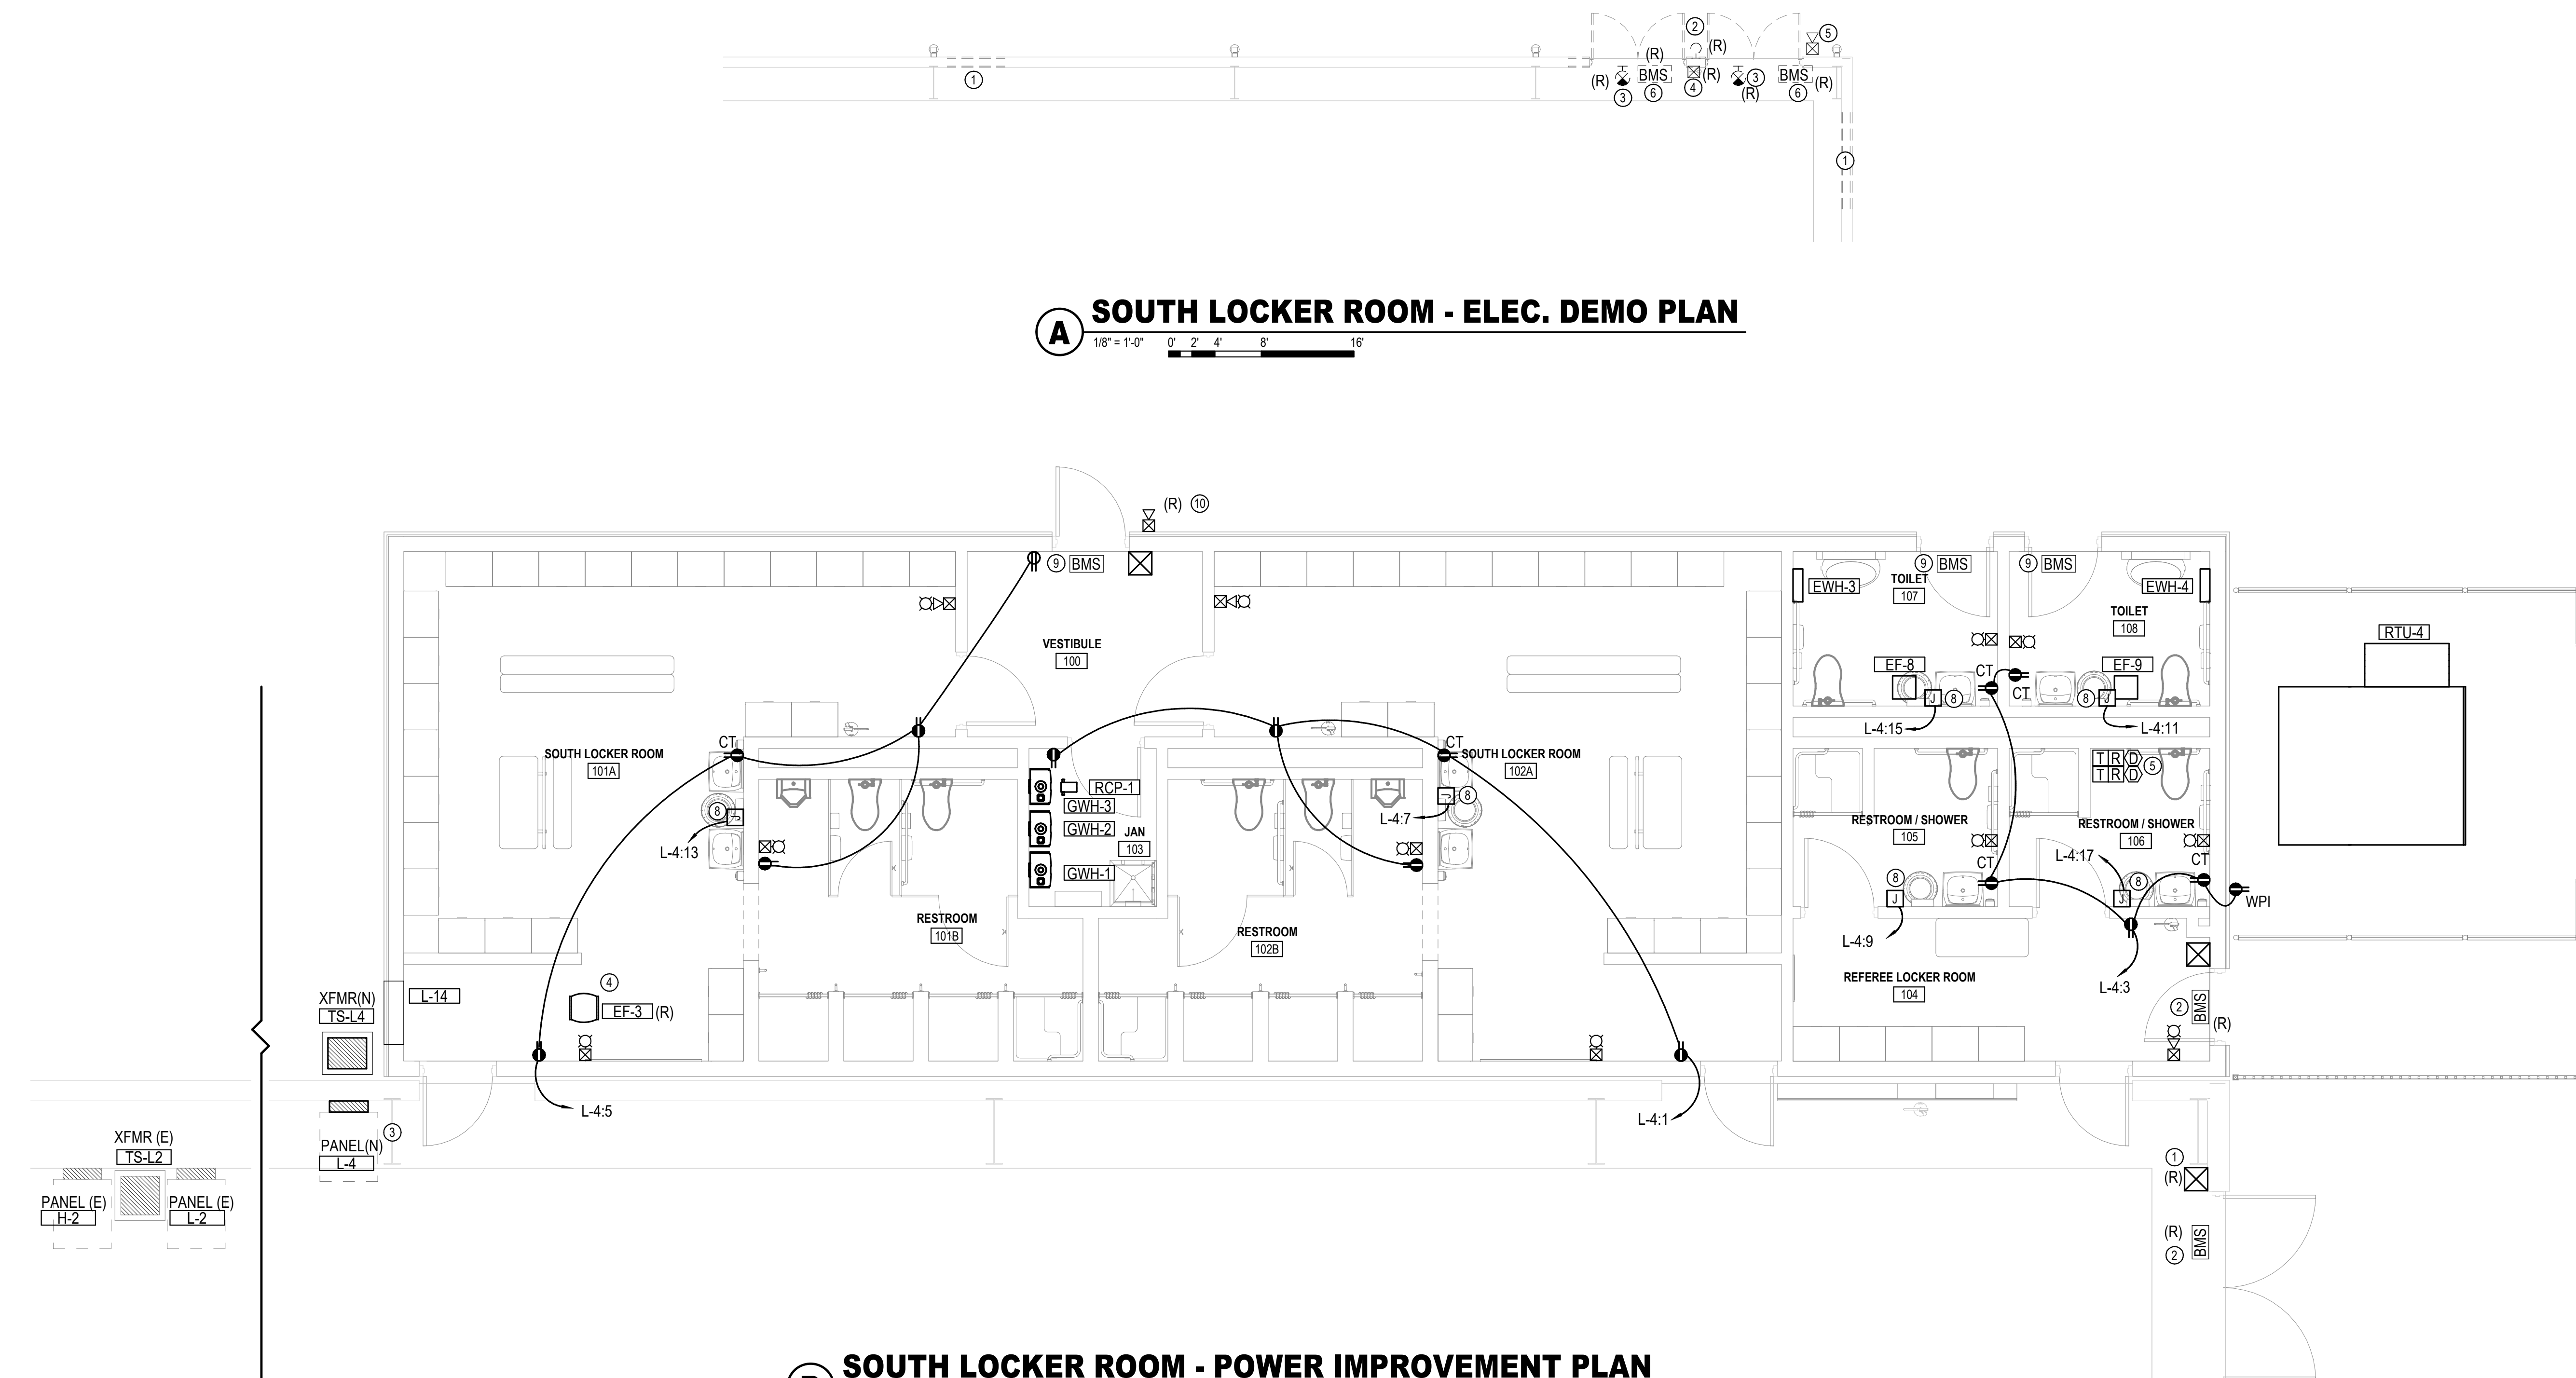 2
5
(R)
(R)
1
(R)
BMS
(R)
3
BMS
(R)
3
6
4
(R)
6
1
A
SOUTH LOCKER ROOM - ELEC. DEMO PLAN
1/8" = 1'-0"
0' 2' 4' 8' 16'
(R) 10
9 BMS
9 BMS
9 BMS
TOILET
107
EWH-3
EWH-4
TOILET
108
VESTIBULE
100
RTU-4
EF-8
EF-9
CT
CT
J 8
8 J
L-4:15
L-4:11
CT
SOUTH LOCKER ROOM
101A
CT
SOUTH LOCKER ROOM
102A
T R D
T R D
5
RCP-1
GWH-3
GWH-2
GWH-1
JAN
103
8 J
L-4:13
J 8
L-4:7
RESTROOM / SHOWER
105
RESTROOM / SHOWER
106
L-4:17
CT
CT
8
J
8
J
WPI
L-4:9
RESTROOM
101B
RESTROOM
102B
REFEREE LOCKER ROOM
104
L-4:3
4
EF-3 (R)
L-14
XFMR(N)
TS-L4
2 BMS
(R)
L-4:5
L-4:1
3
PANEL(N)
L-4
XFMR (E)
TS-L2
PANEL (E)
H-2
PANEL (E)
L-2
1
(R)
(R)
2 BMS
SOUTH LOCKER ROOM - POWER IMPROVEMENT PLAN